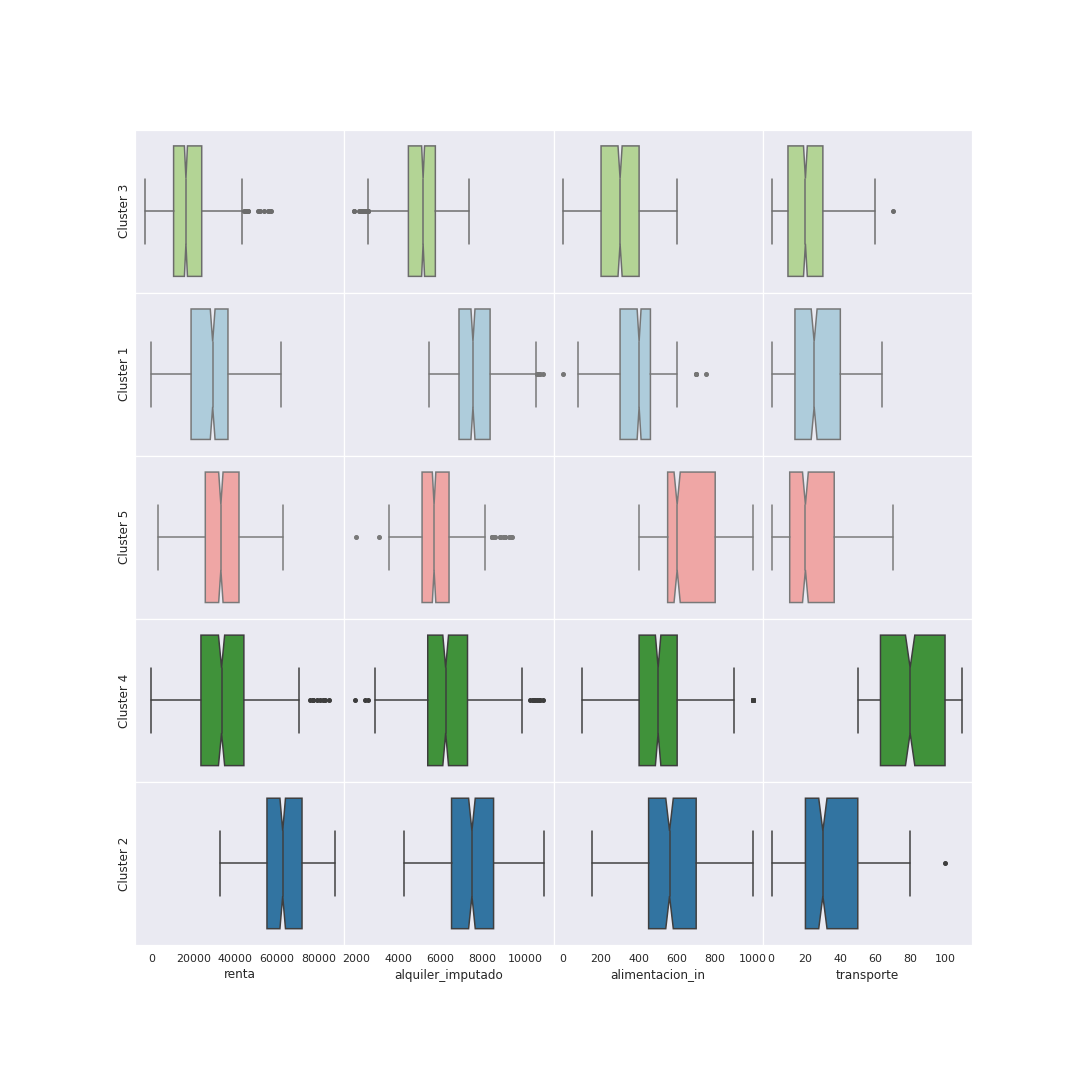 Cluster 3
Cluster 1
Cluster 5
Cluster 4
Cluster 2
0 20000 40000 60000 80000 2000 4000 6000 8000 10000 0 200 400 600 800 1000 0 20 40 60 80 100
renta alquiler_imputado alimentacion_in transporte